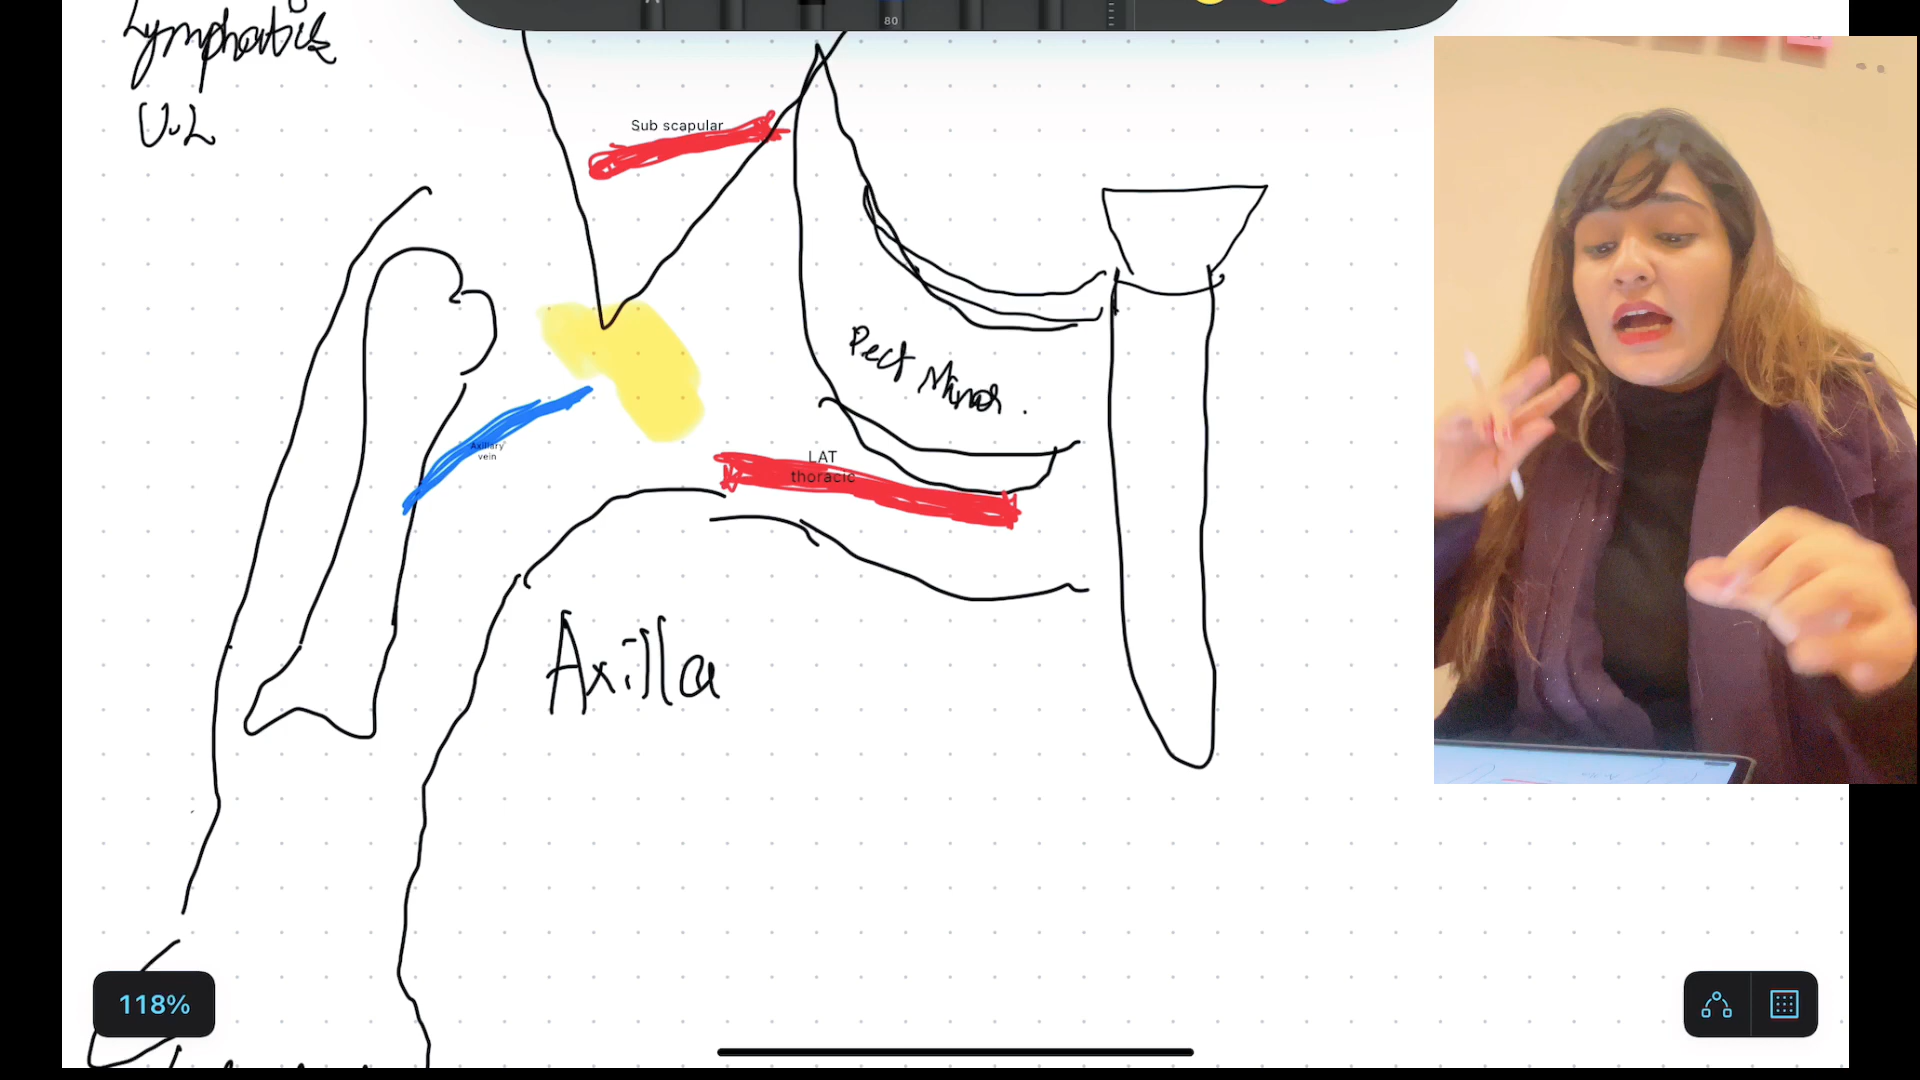 Lymphatics
U.L
80
Sub scapular
Pect Minor.
Axillary
vein
LAT
thoracic
Axilla
118%